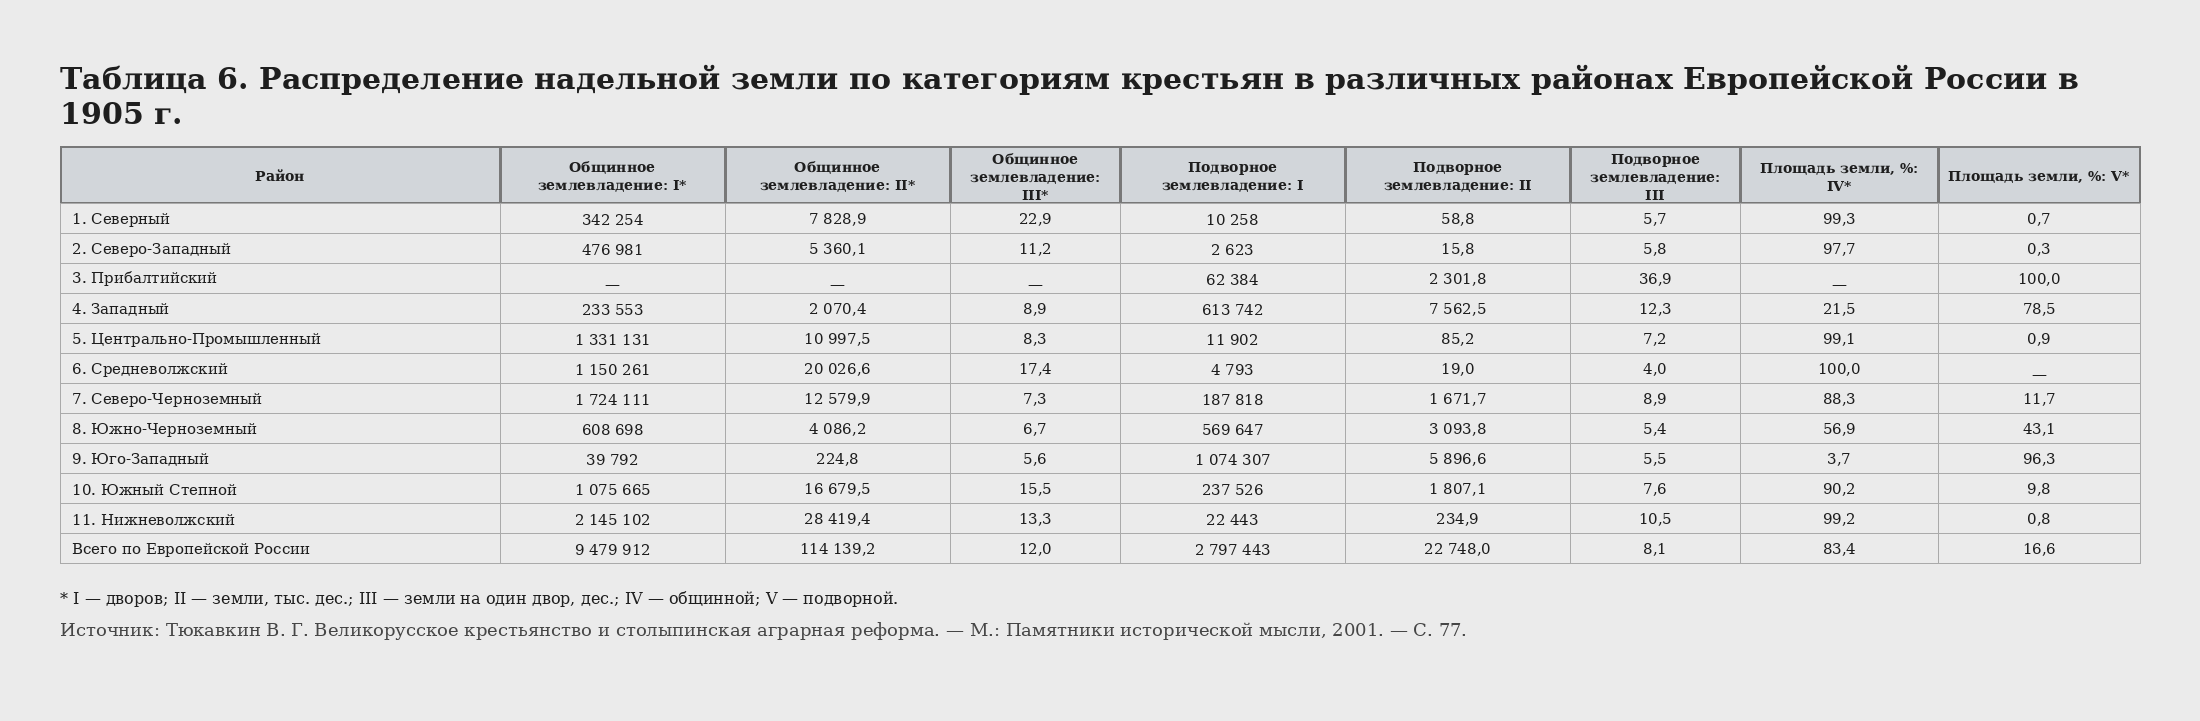 Таблица 6. Распределение надельной земли по категориям крестьян в различных районах Европейской России в
1905 г.
Район Общинное землевладение: I* Общинное землевладение: II* Общинное землевладение: III* Подворное землевладение: I Подворное землевладение: II Подворное землевладение: III Площадь земли, %: IV* Площадь земли, %: V*
1. Северный 342 254 7 828,9 22,9 10 258 58,8 5,7 99,3 0,7
2. Северо-Западный 476 981 5 360,1 11,2 2 623 15,8 5,8 97,7 0,3
3. Прибалтийский — — — 62 384 2 301,8 36,9 — 100,0
4. Западный 233 553 2 070,4 8,9 613 742 7 562,5 12,3 21,5 78,5
5. Центрально-Промышленный 1 331 131 10 997,5 8,3 11 902 85,2 7,2 99,1 0,9
6. Средневолжский 1 150 261 20 026,6 17,4 4 793 19,0 4,0 100,0 —
7. Северо-Черноземный 1 724 111 12 579,9 7,3 187 818 1 671,7 8,9 88,3 11,7
8. Южно-Черноземный 608 698 4 086,2 6,7 569 647 3 093,8 5,4 56,9 43,1
9. Юго-Западный 39 792 224,8 5,6 1 074 307 5 896,6 5,5 3,7 96,3
10. Южный Степной 1 075 665 16 679,5 15,5 237 526 1 807,1 7,6 90,2 9,8
11. Нижневолжский 2 145 102 28 419,4 13,3 22 443 234,9 10,5 99,2 0,8
Всего по Европейской России 9 479 912 114 139,2 12,0 2 797 443 22 748,0 8,1 83,4 16,6
* I — дворов; II — земли, тыс. дес.; III — земли на один двор, дес.; IV — общинной; V — подворной.
Источник: Тюкавкин В. Г. Великорусское крестьянство и столыпинская аграрная реформа. — М.: Памятники исторической мысли, 2001. — С. 77.